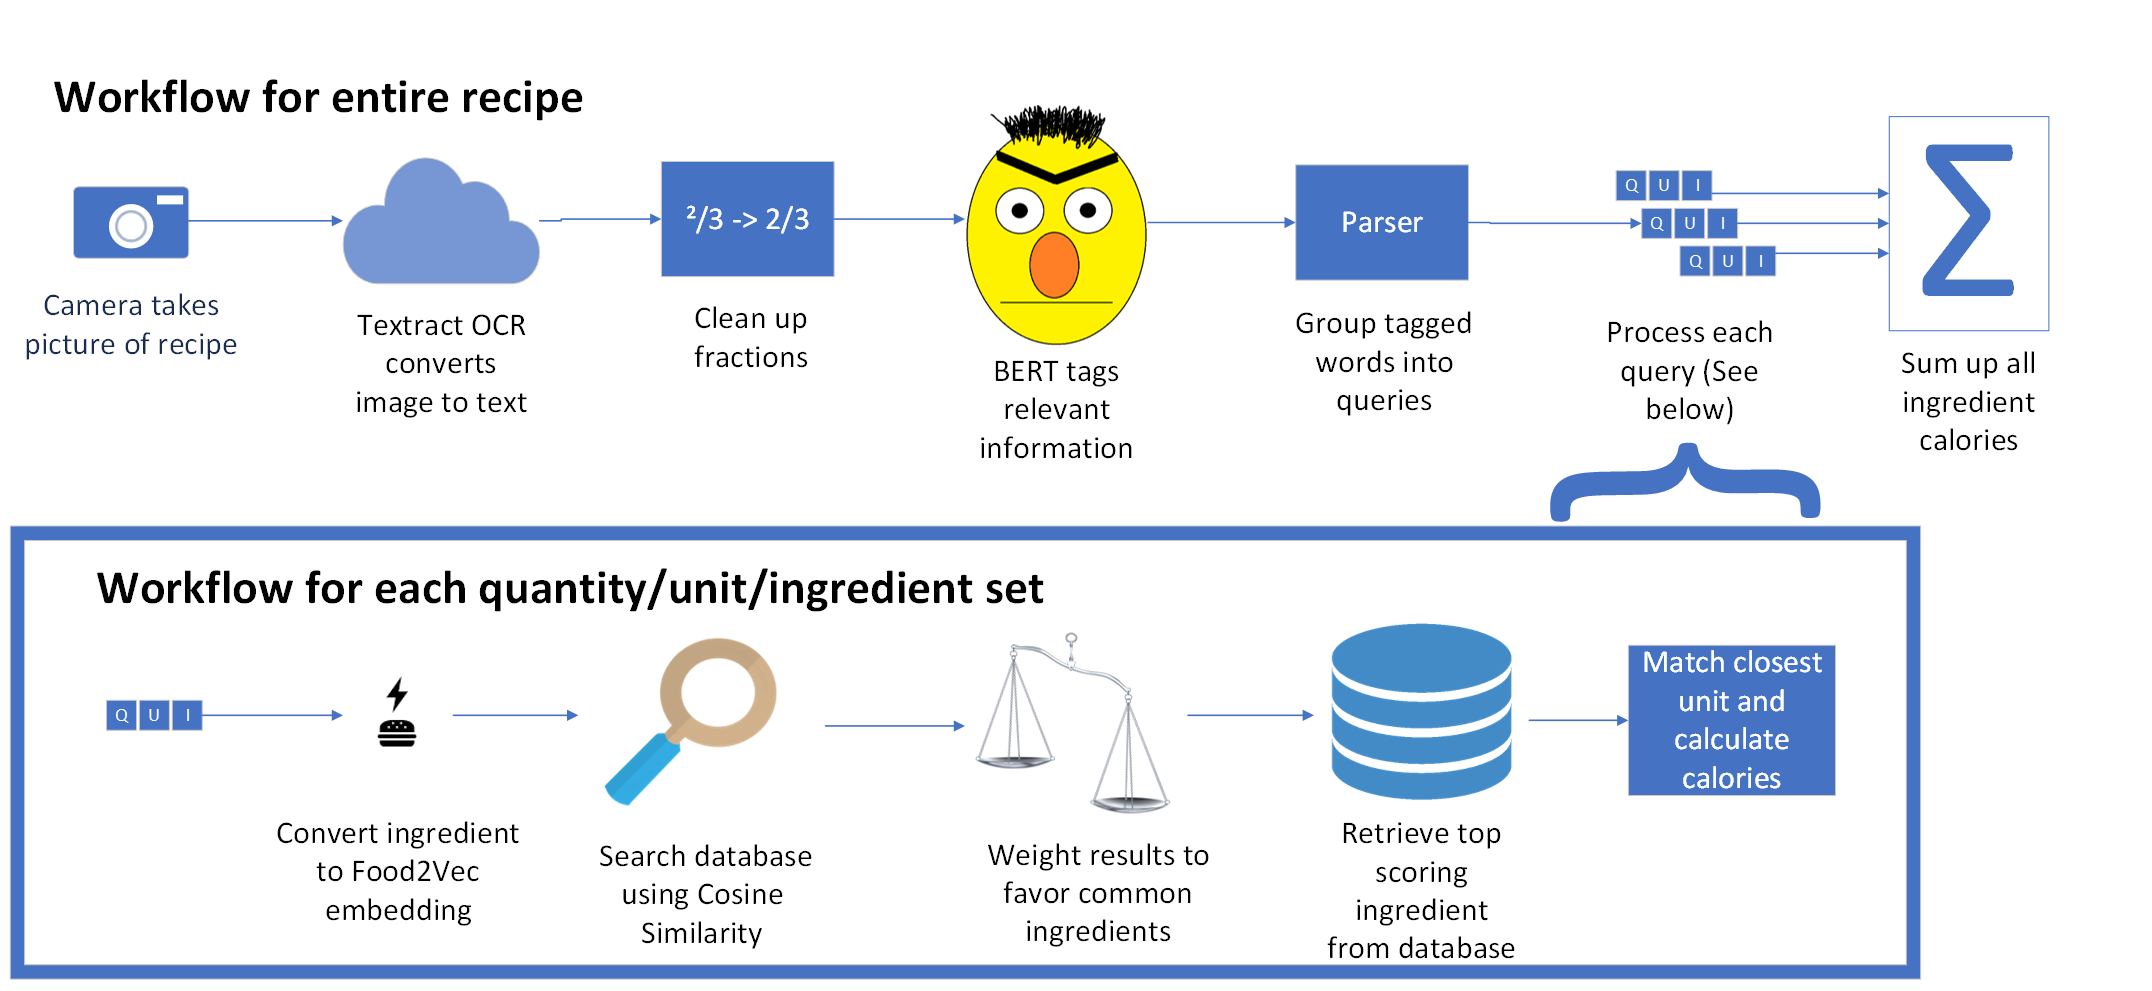 Workflow for entire recipe
²/3 -> 2/3
Parser
Q U I
Q U I
Q U I
Σ
Camera takes
picture of recipe
Textract OCR
converts
image to text
Clean up
fractions
BERT tags
relevant
information
Group tagged
words into
queries
Process each
query (See
below)
Sum up all
ingredient
calories
Workflow for each quantity/unit/ingredient set
Q U I
Convert ingredient
to Food2Vec
embedding
Search database
using Cosine
Similarity
Weight results to
favor common
ingredients
Retrieve top
scoring
ingredient
from database
Match closest
unit and
calculate
calories